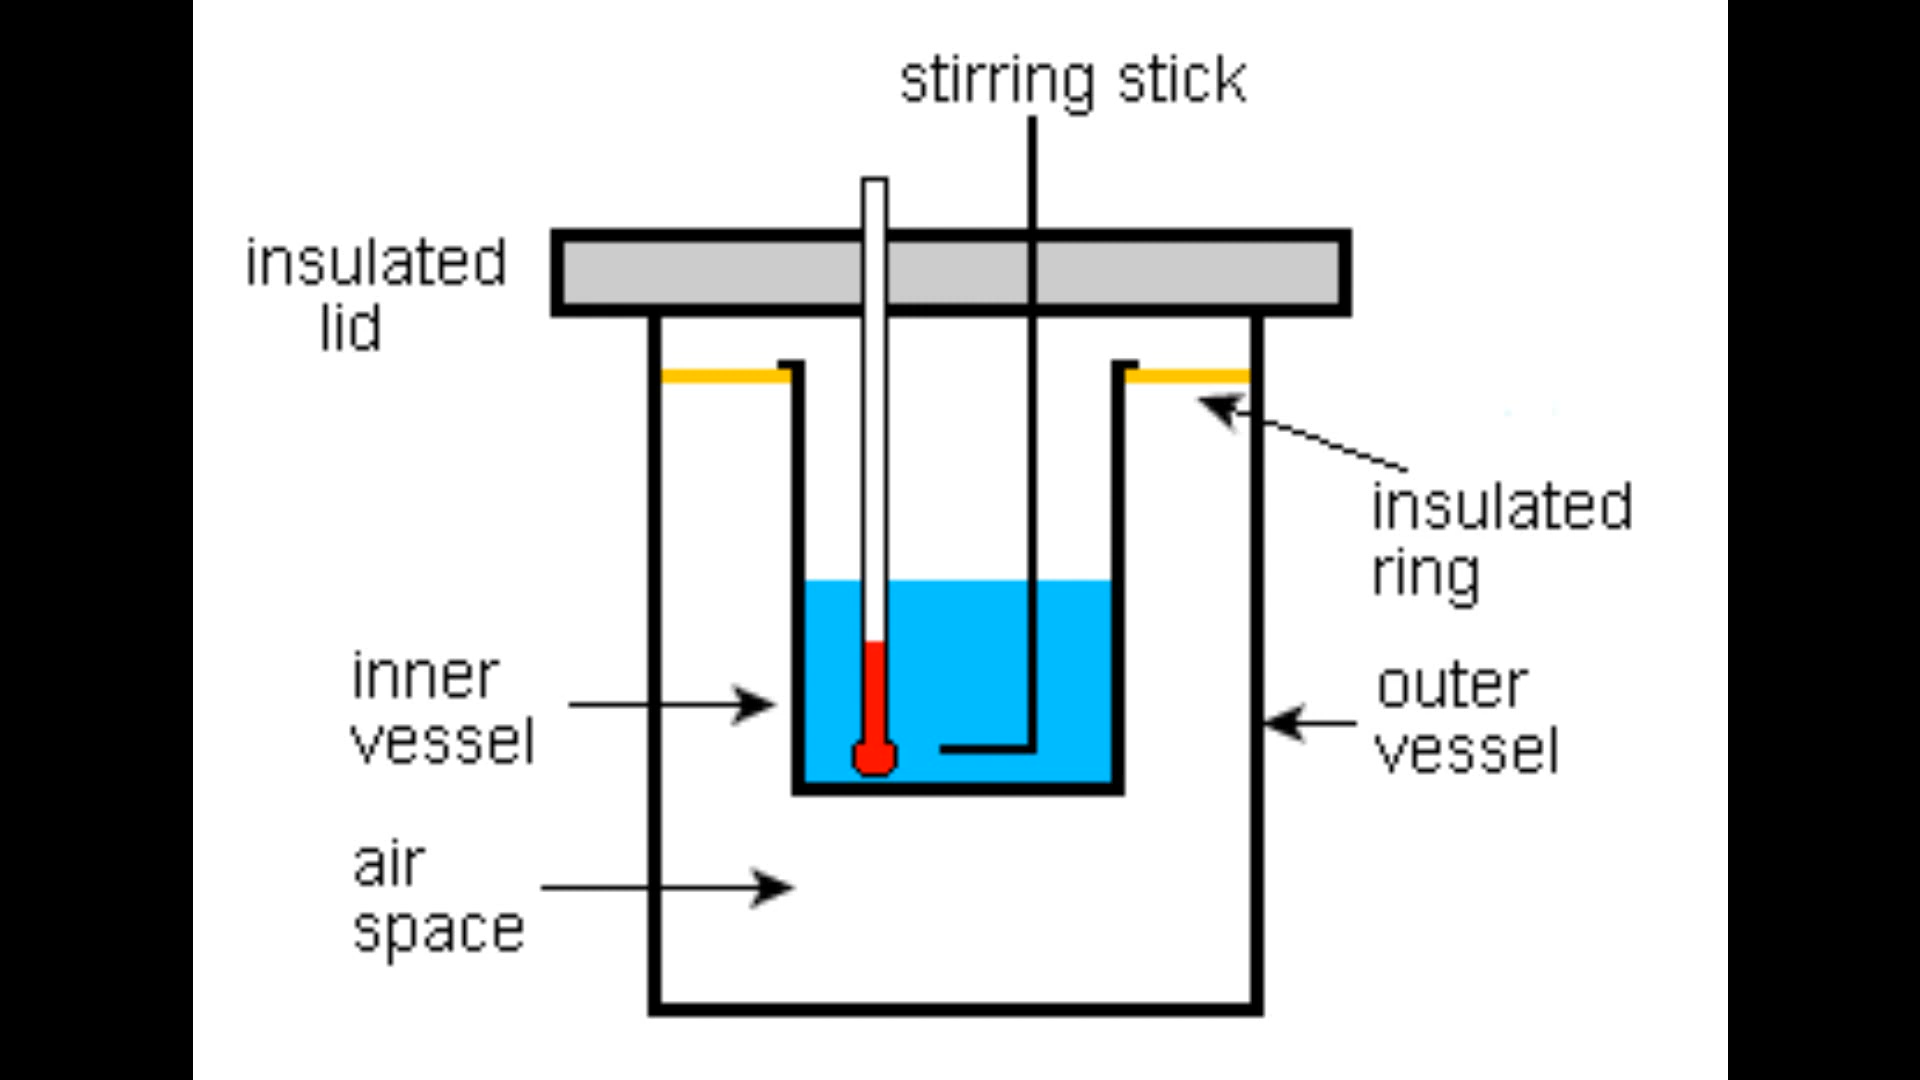 stirring stick
insulated
lid
insulated
ring
inner
vessel
outer
vessel
air
space